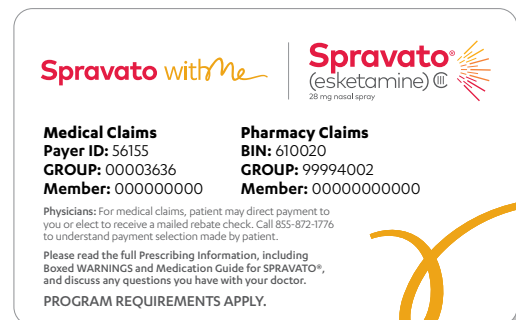 Spravato withMe
Spravato®
(esketamine) CIII
28 mg nasal spray
Medical Claims
Payer ID: 56155
GROUP: 00003636
Member: 000000000
Pharmacy Claims
BIN: 610020
GROUP: 99994002
Member: 00000000000
Physicians: For medical claims, patient may direct payment to
you or elect to receive a mailed rebate check. Call 855-872-1776
to understand payment selection made by patient.
Please read the full Prescribing Information, including
Boxed WARNINGS and Medication Guide for SPRAVATO®,
and discuss any questions you have with your doctor.
PROGRAM REQUIREMENTS APPLY.